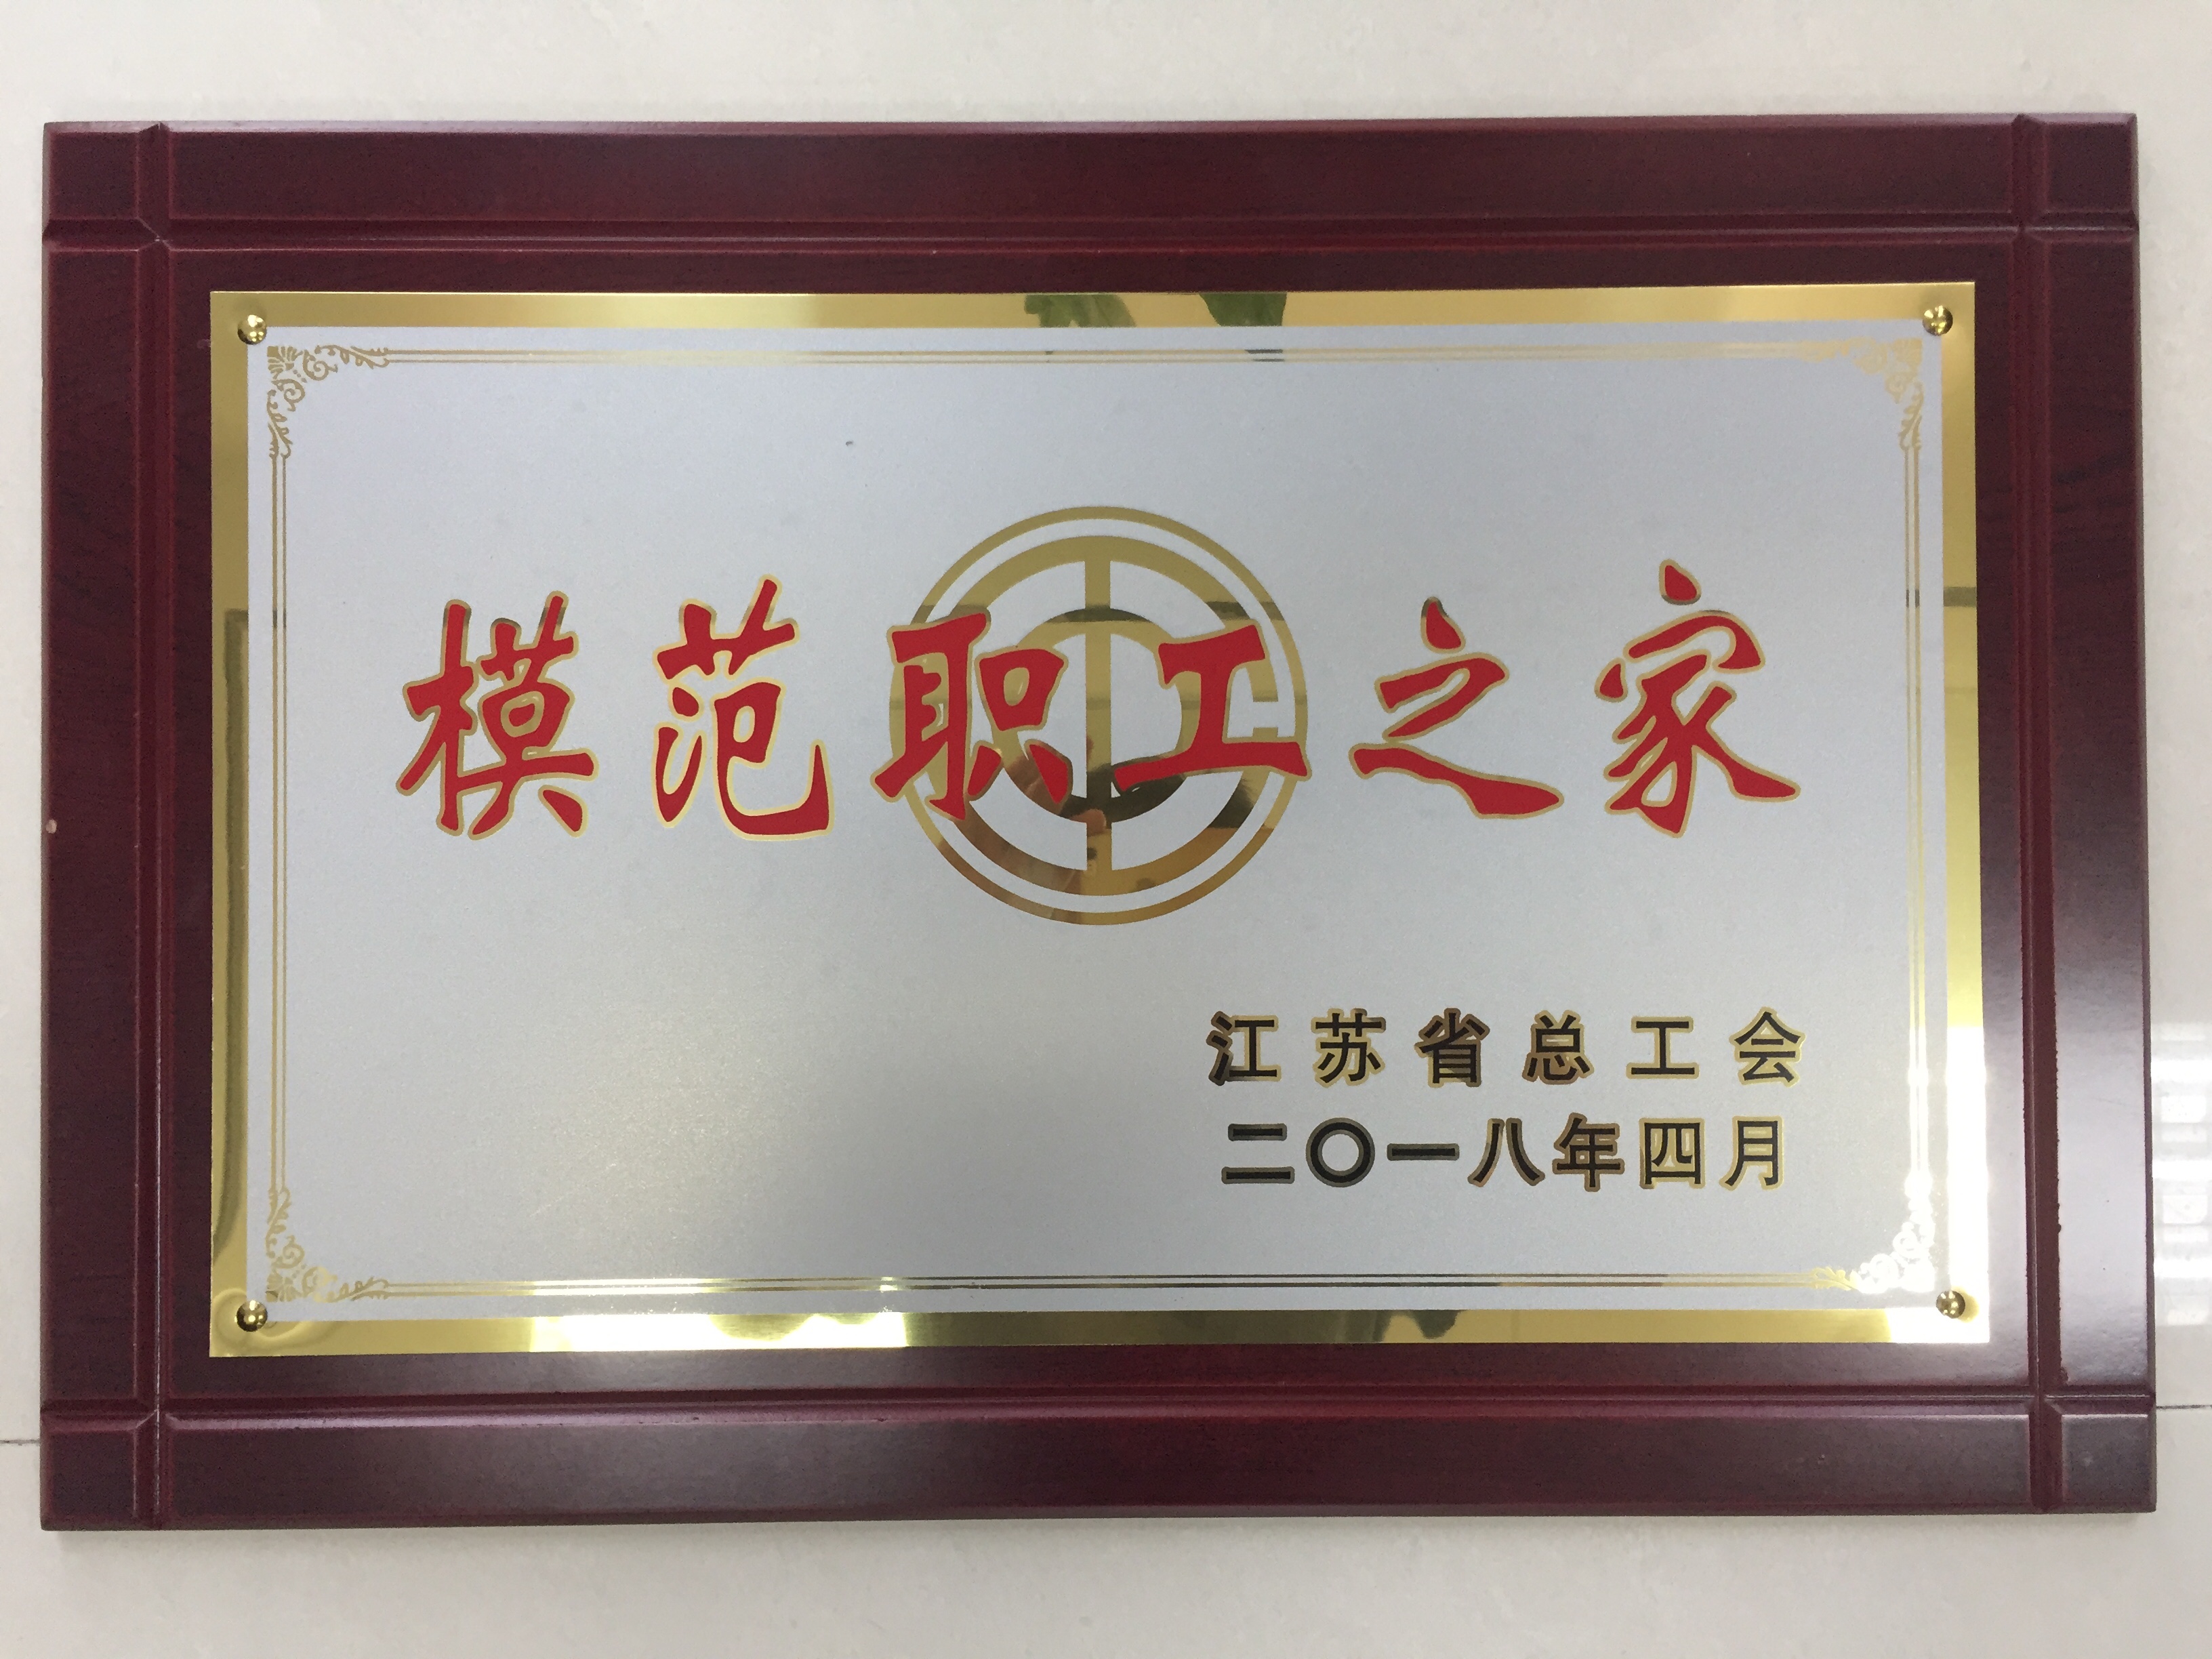 模范职工之家
江苏省总工会
二〇一八年四月